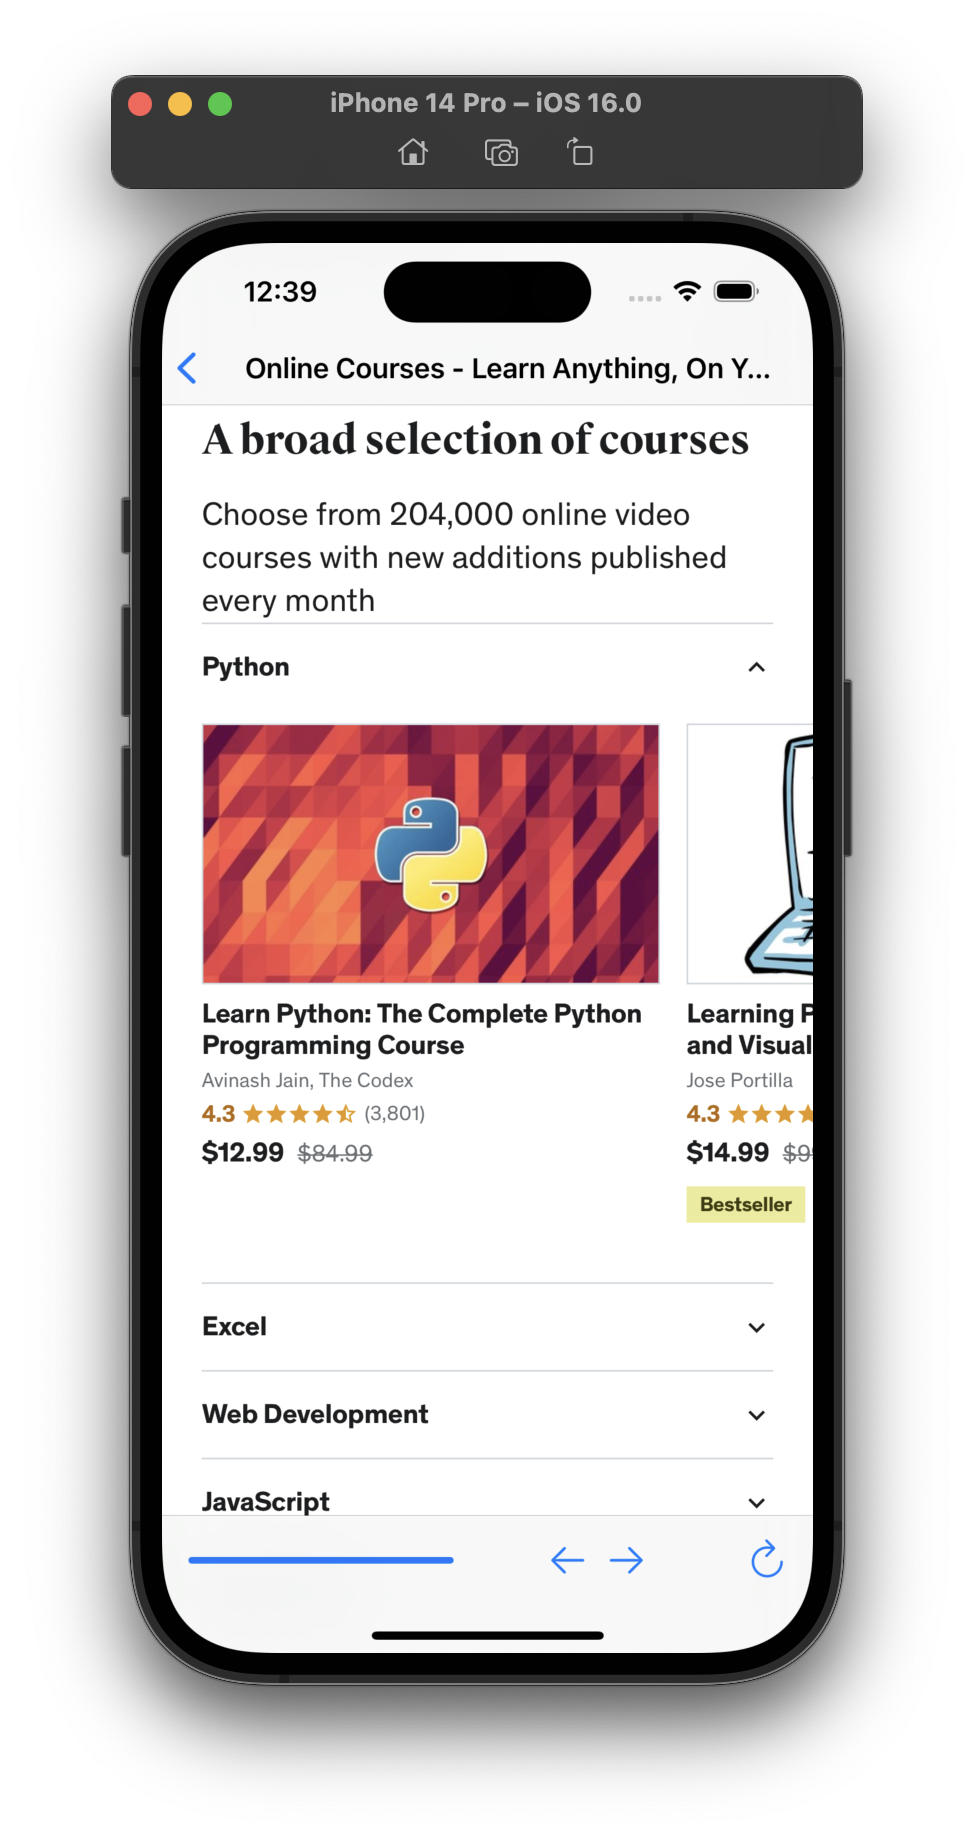 iPhone 14 Pro – iOS 16.0
12:39
Online Courses - Learn Anything, On Y...
A broad selection of courses
Choose from 204,000 online video
courses with new additions published
every month
Python
Learn Python: The Complete Python
Programming Course
Avinash Jain, The Codex
4.3 (3,801)
$12.99 $84.99
Learning P
and Visual
Jose Portilla
4.3
$14.99 $9
Bestseller
Excel
Web Development
JavaScript